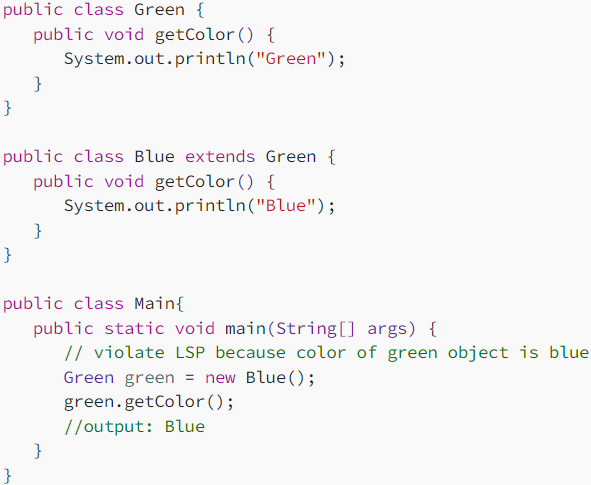 public class Green {
   public void getColor() {
      System.out.println("Green");
   }
}

public class Blue extends Green {
   public void getColor() {
      System.out.println("Blue");
   }
}

public class Main{
   public static void main(String[] args) {
      // violate LSP because color of green object is blue
      Green green = new Blue();
      green.getColor();
      //output: Blue
   }
}